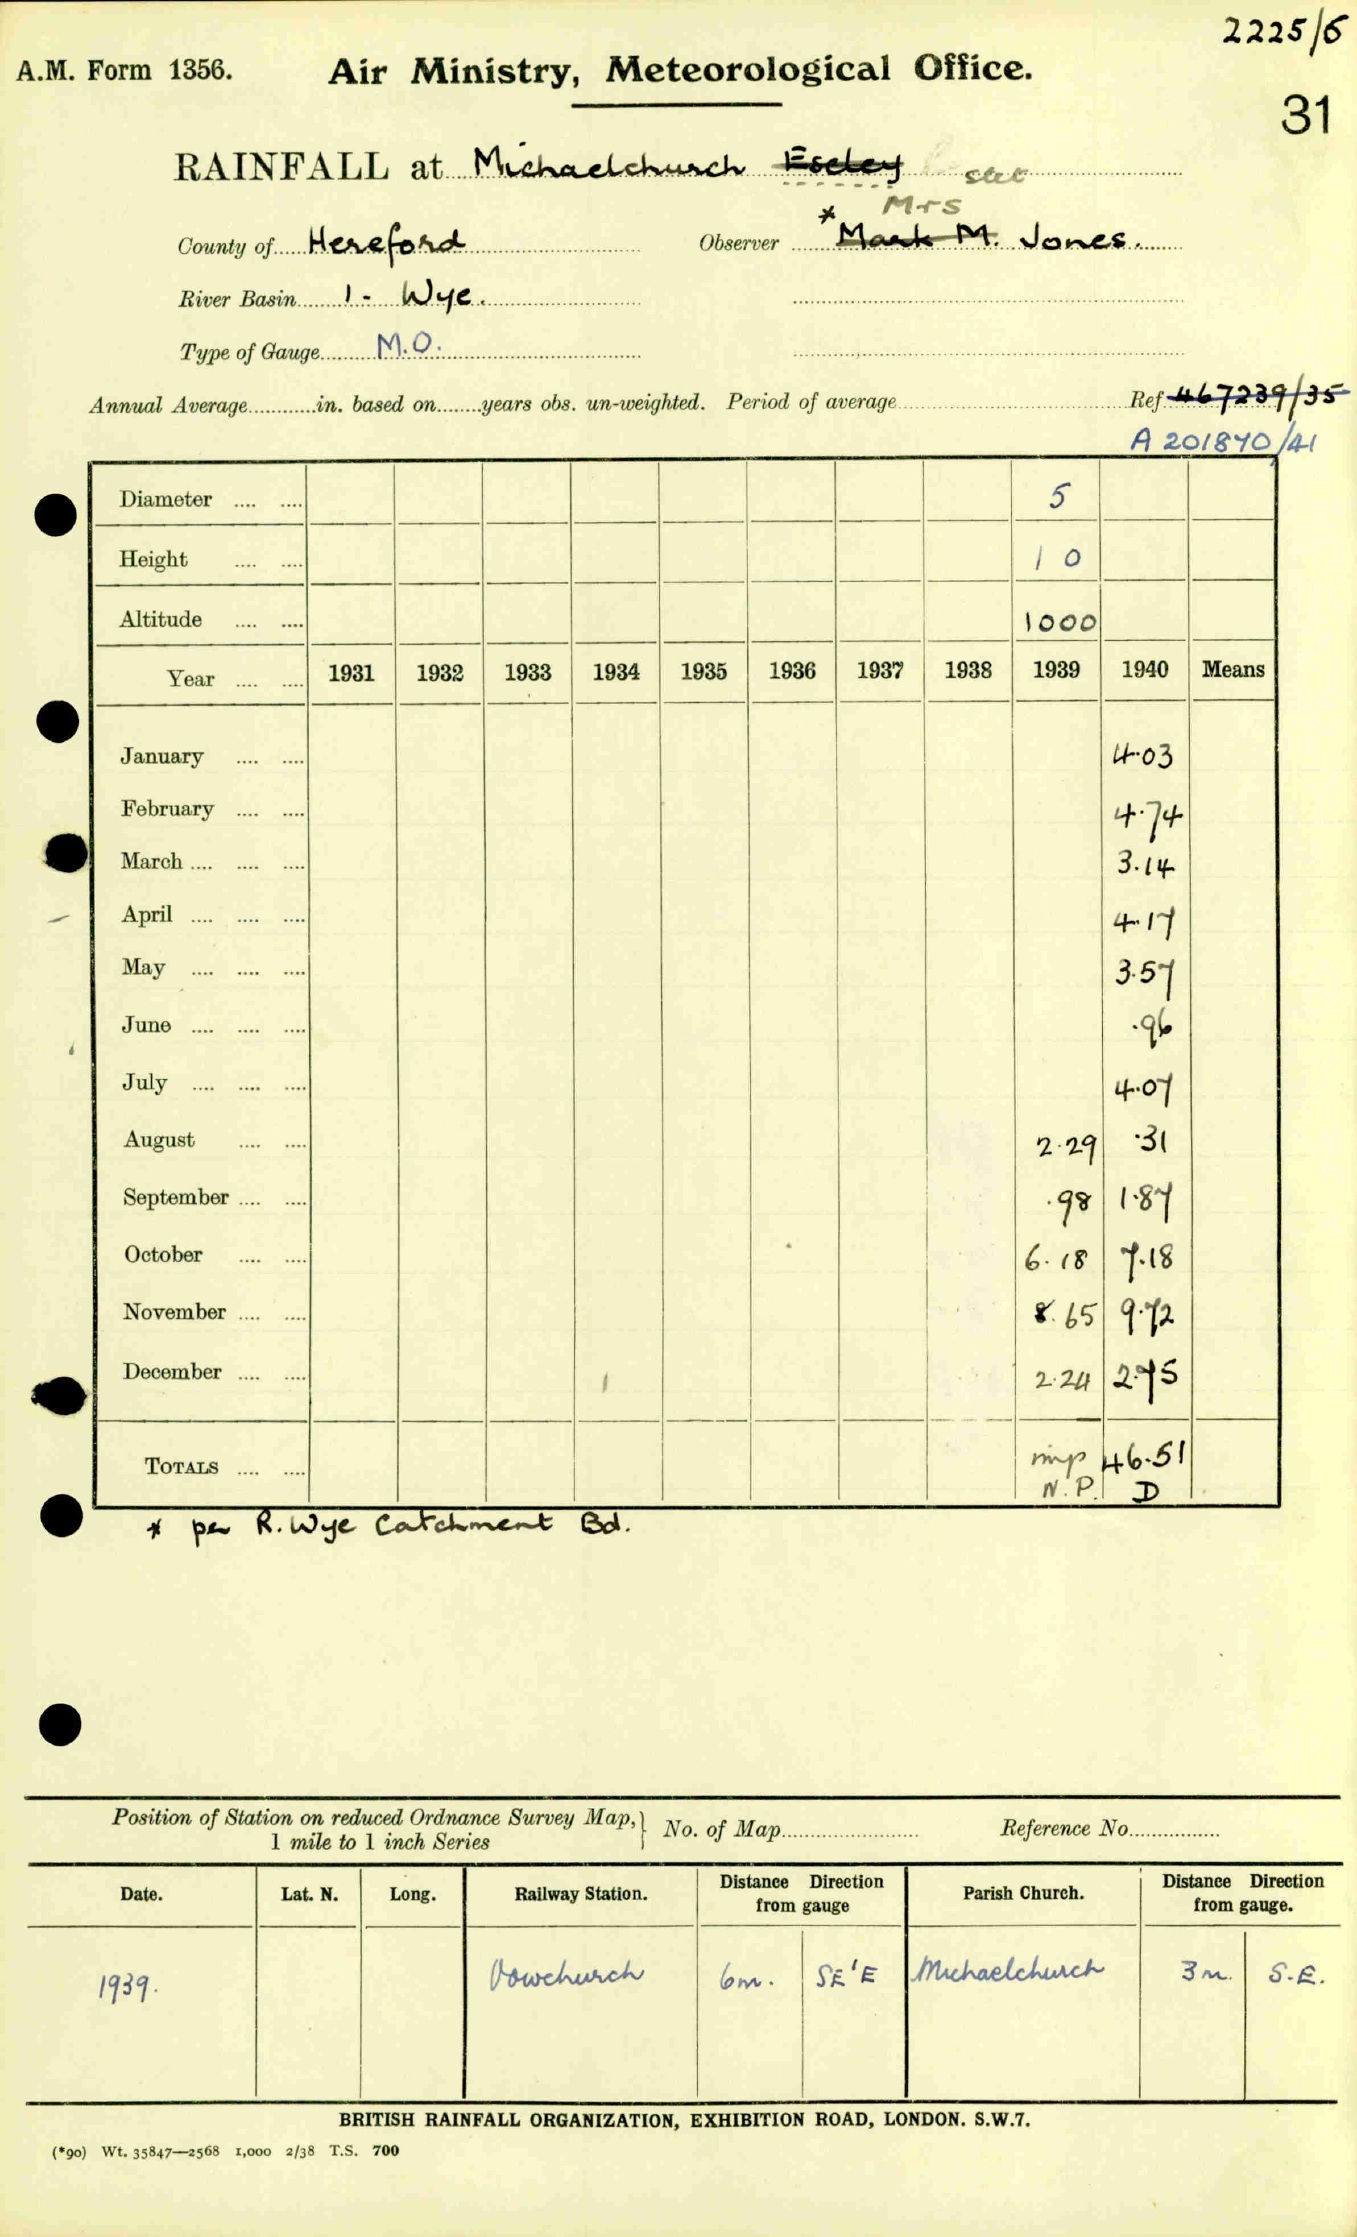 2225/6
A.M. Form 1356. Air Ministry, Meteorological Office.
31
RAINFALL at Michaelchurch Escley stet
Mrs
County of Hereford Observer * Mark M. Jones.
River Basin 1 - Wye.
Type of Gauge M.O.
Annual Average in. based on years obs. un-weighted. Period of average Ref 467239/35
A 201840/41
Diameter 5
Height 10
Altitude 1000
Year 1931 1932 1933 1934 1935 1936 1937 1938 1939 1940 Means
January 4.03
February 4.74
March 3.14
April 4.17
May 3.57
June .96
July 4.07
August 2.29 .31
September .98 1.87
October 6.18 7.18
November 8.65 9.72
December 2.24 2.75
TOTALS imp 46.51
N.P. D
* per R. Wye Catchment Bd.
Position of Station on reduced Ordnance Survey Map, No. of Map Reference No.
1 mile to 1 inch Series
Date. Lat. N. Long. Railway Station. Distance Direction from gauge Parish Church. Distance Direction from gauge.
1939. Vowchurch 6m. SE'E Michaelchurch 3m. S.E.
BRITISH RAINFALL ORGANIZATION, EXHIBITION ROAD, LONDON. S.W.7.
(*90) Wt. 35847—2568 1,000 2/38 T.S. 700